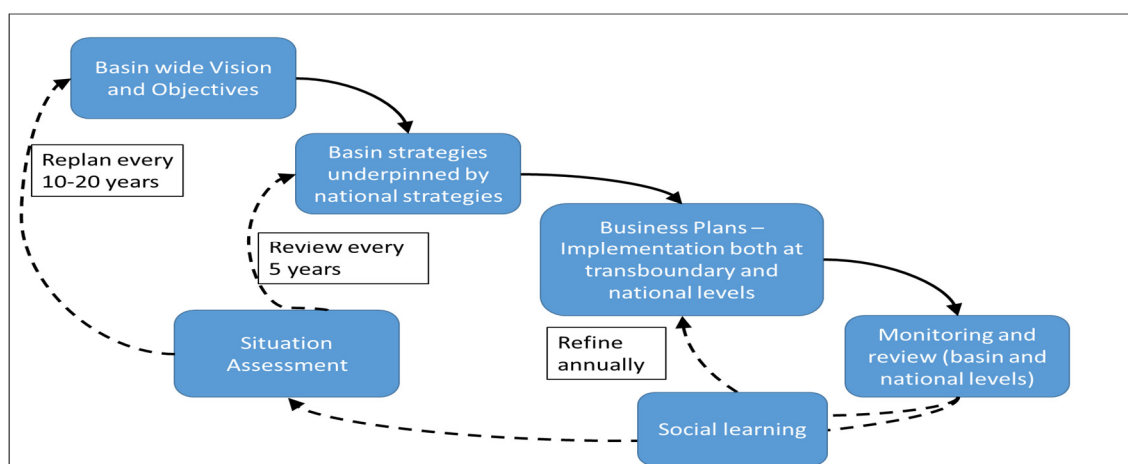 Basin wide Vision
and Objectives
Replan every
10-20 years
Basin strategies
underpinned by
national strategies
Review every
5 years
Business Plans –
Implementation both at
transboundary and
national levels
Situation
Assessment
Refine
annually
Monitoring and
review (basin and
national levels)
Social learning